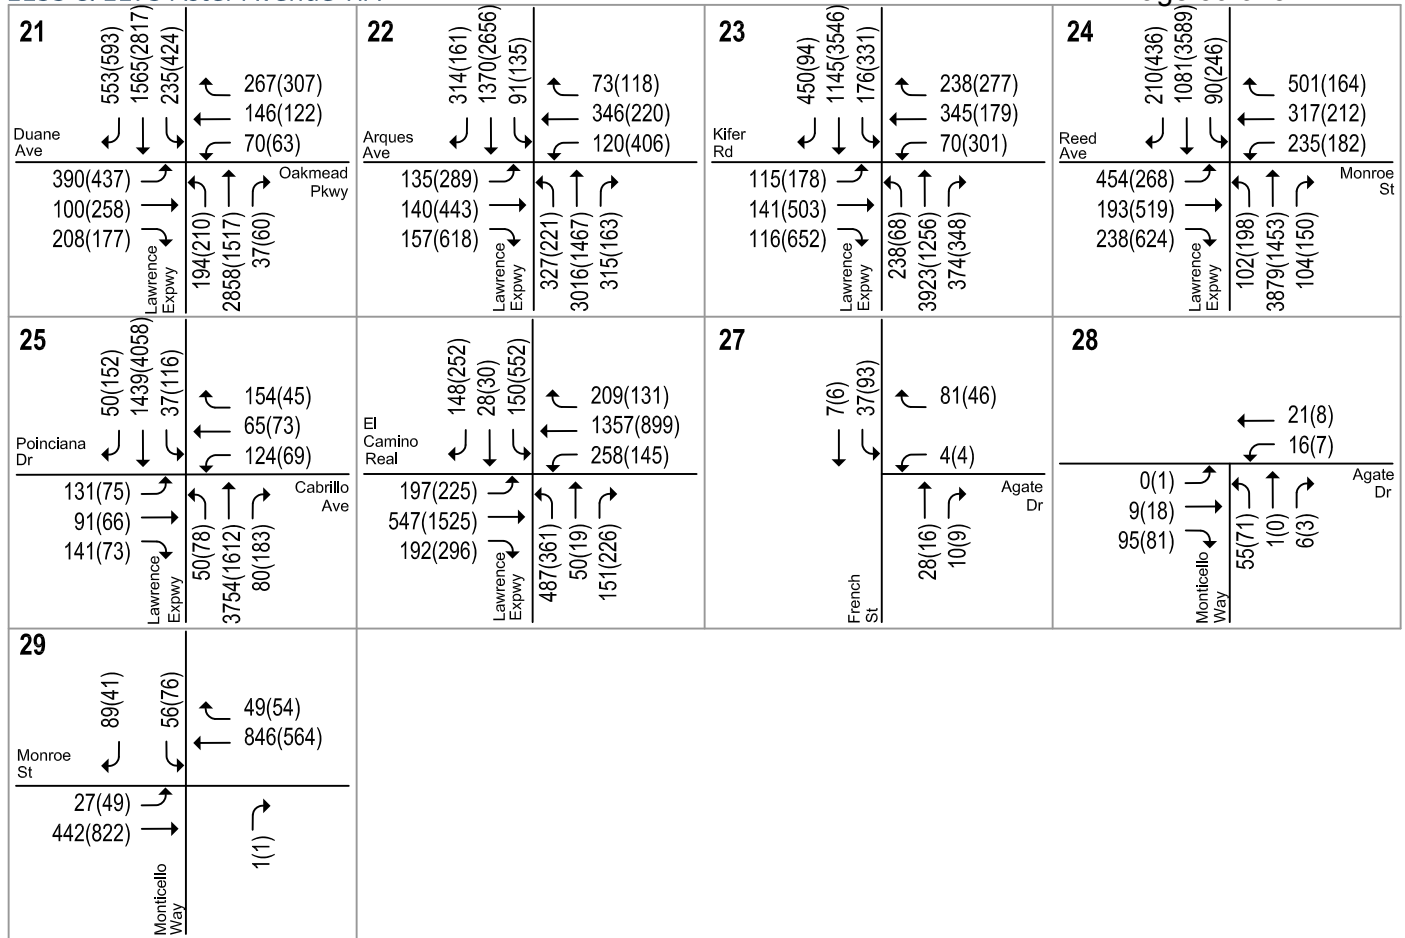 21
553(593)
1565(2817)
235(424)
267(307)
146(122)
70(63)
Duane
Ave
390(437)
100(258)
208(177)
Oakmead
Pkwy
Lawrence
Expwy
194(210)
2858(1517)
37(60)
22
314(161)
1370(2656)
91(135)
73(118)
346(220)
120(406)
Arques
Ave
135(289)
140(443)
157(618)
Lawrence
Expwy
327(221)
3016(1467)
315(163)
23
450(94)
1145(3546)
176(331)
238(277)
345(179)
70(301)
Kifer
Rd
115(178)
141(503)
116(652)
Lawrence
Expwy
238(68)
3923(1256)
374(348)
24
210(436)
1081(3589)
90(246)
501(164)
317(212)
235(182)
Reed
Ave
454(268)
193(519)
238(624)
Monroe
St
Lawrence
Expwy
102(198)
3879(1453)
104(150)
25
50(152)
1439(4058)
37(116)
154(45)
65(73)
124(69)
Poinciana
Dr
131(75)
91(66)
141(73)
Cabrillo
Ave
Lawrence
Expwy
50(78)
3754(1612)
80(183)
148(252)
28(30)
150(552)
209(131)
1357(899)
258(145)
El
Camino
Real
197(225)
547(1525)
192(296)
Lawrence
Expwy
487(361)
50(19)
151(226)
27
7(6)
37(93)
81(46)
4(4)
Agate
Dr
French
St
28(16)
10(9)
28
21(8)
16(7)
0(1)
9(18)
95(81)
Agate
Dr
Monticello
Way
55(71)
1(0)
6(3)
29
89(41)
56(76)
49(54)
846(564)
Monroe
St
27(49)
442(822)
Monticello
Way
1(1)